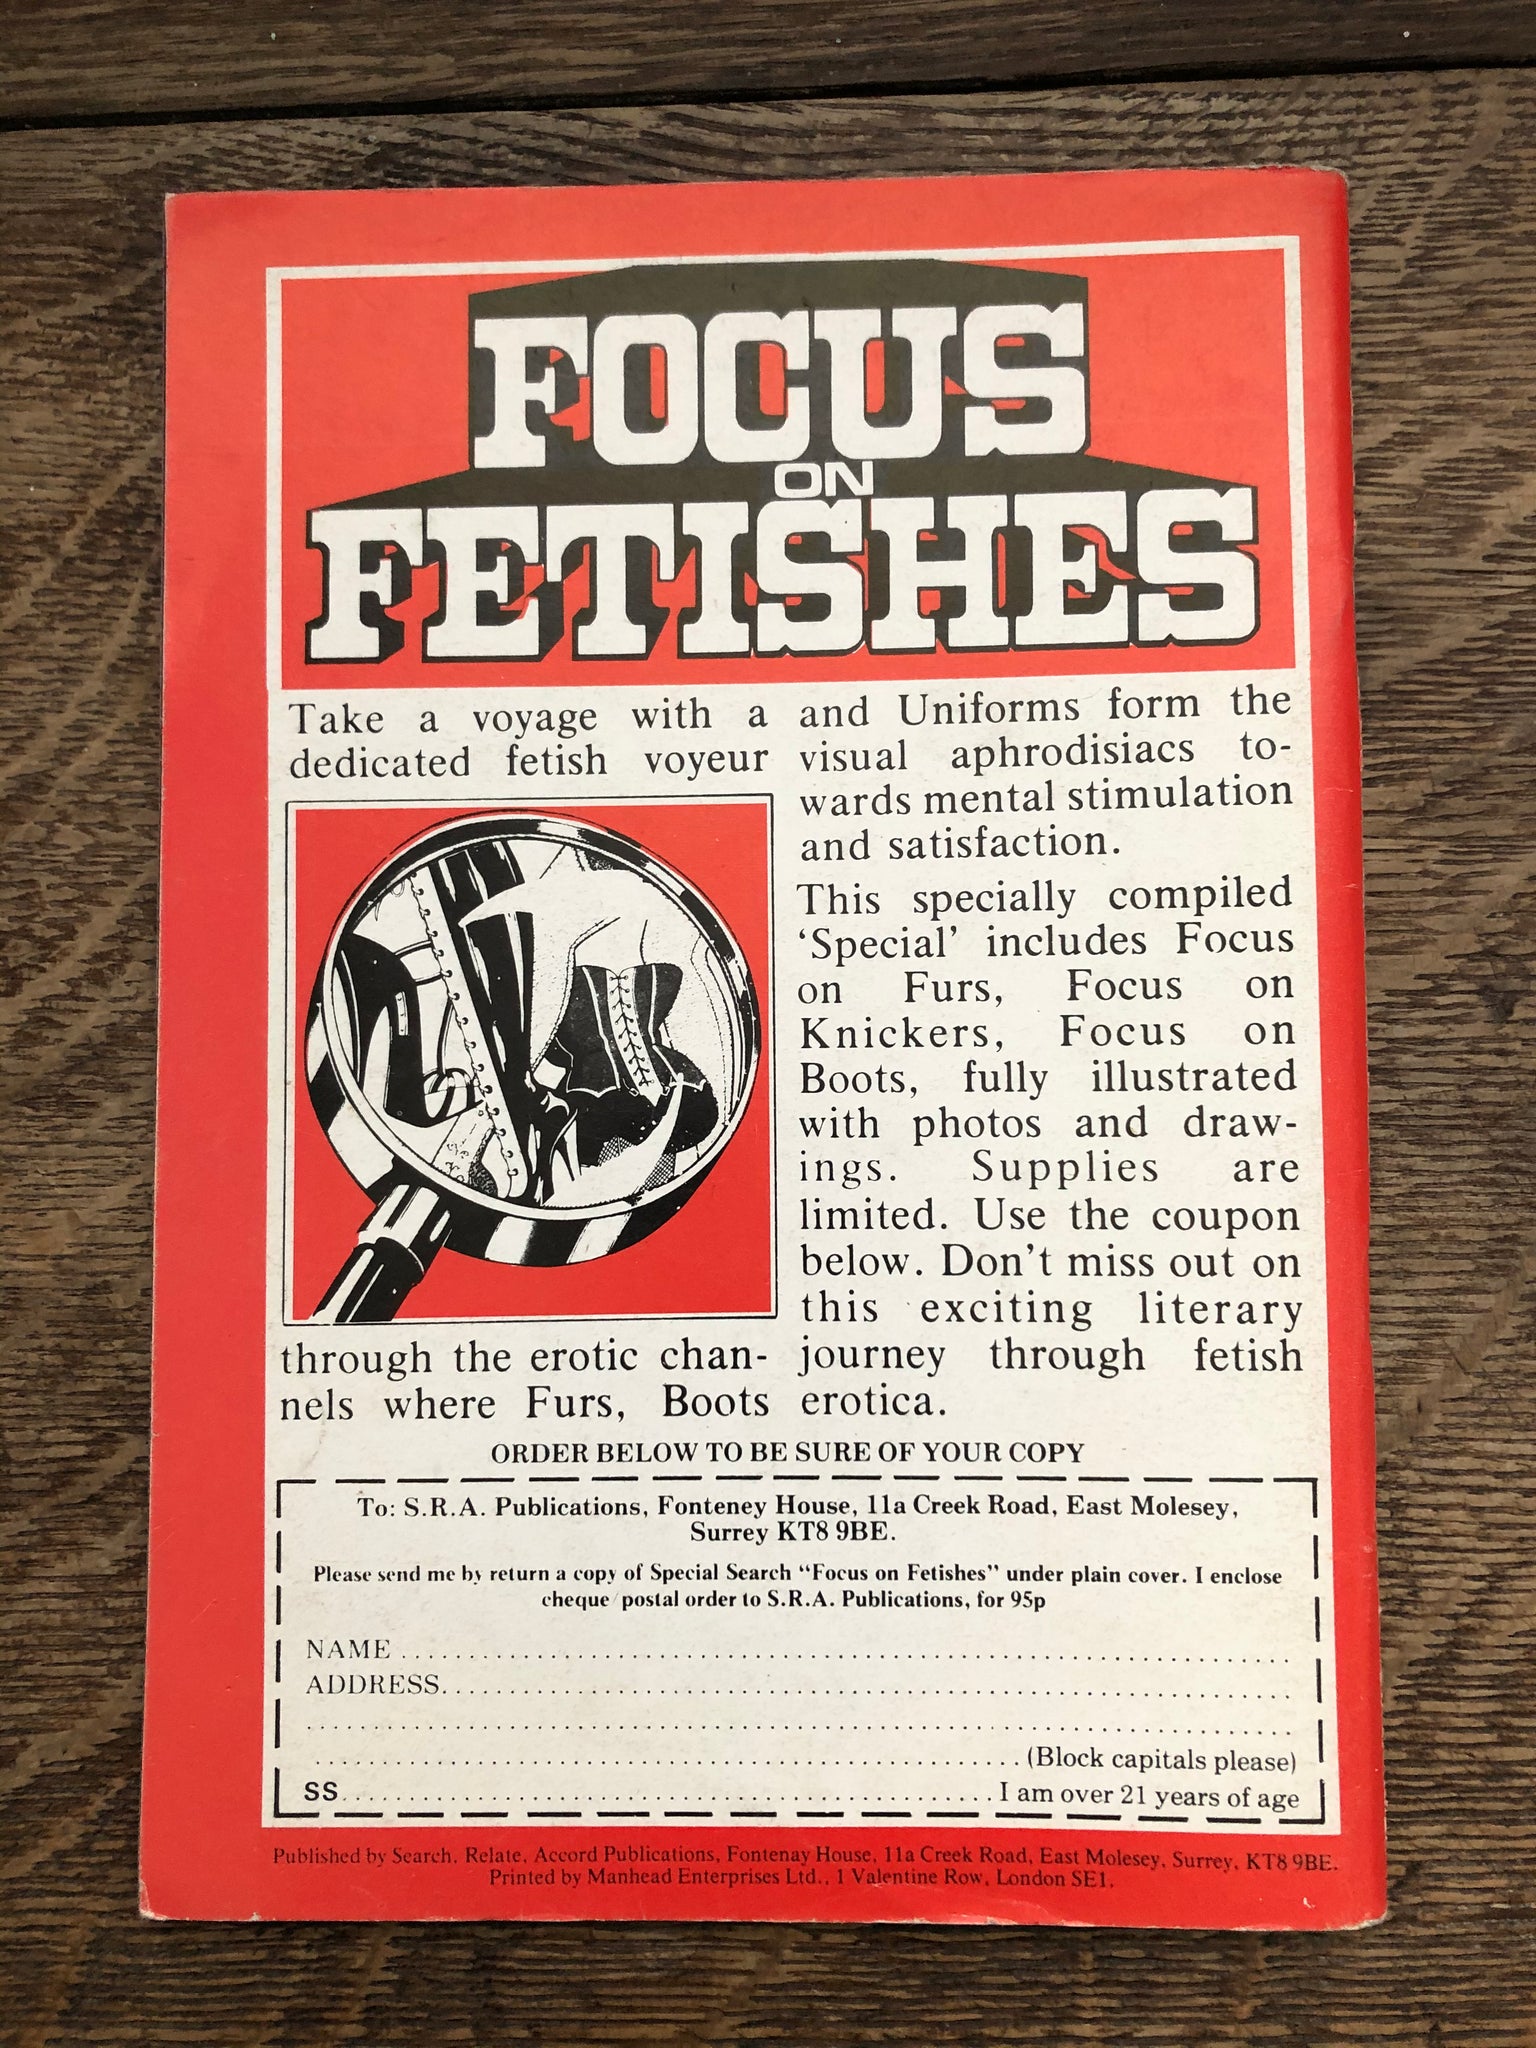 FOCUS
ON
FETISHES
Take a voyage with a
dedicated fetish voyeur
through the erotic chan-
nels where Furs, Boots
and Uniforms form the
visual aphrodisiacs to-
wards mental stimulation
and satisfaction.
This specially compiled
‘Special’ includes Focus
on Furs, Focus on
Knickers, Focus on
Boots, fully illustrated
with photos and draw-
ings. Supplies are
limited. Use the coupon
below. Don't miss out on
this exciting literary
journey through fetish
erotica.
ORDER BELOW TO BE SURE OF YOUR COPY
To: S.R.A. Publications, Fonteney House, 11a Creek Road, East Molesey,
Surrey KT8 9BE.
Please send me by return a copy of Special Search “Focus on Fetishes” under plain cover. I enclose
cheque/postal order to S.R.A. Publications, for 95p
NAME
ADDRESS
(Block capitals please)
SS I am over 21 years of age
Published by Search, Relate, Accord Publications, Fontenay House, 11a Creek Road, East Molesey, Surrey, KT8 9BE.
Printed by Manhead Enterprises Ltd., 1 Valentine Row, London SE1.